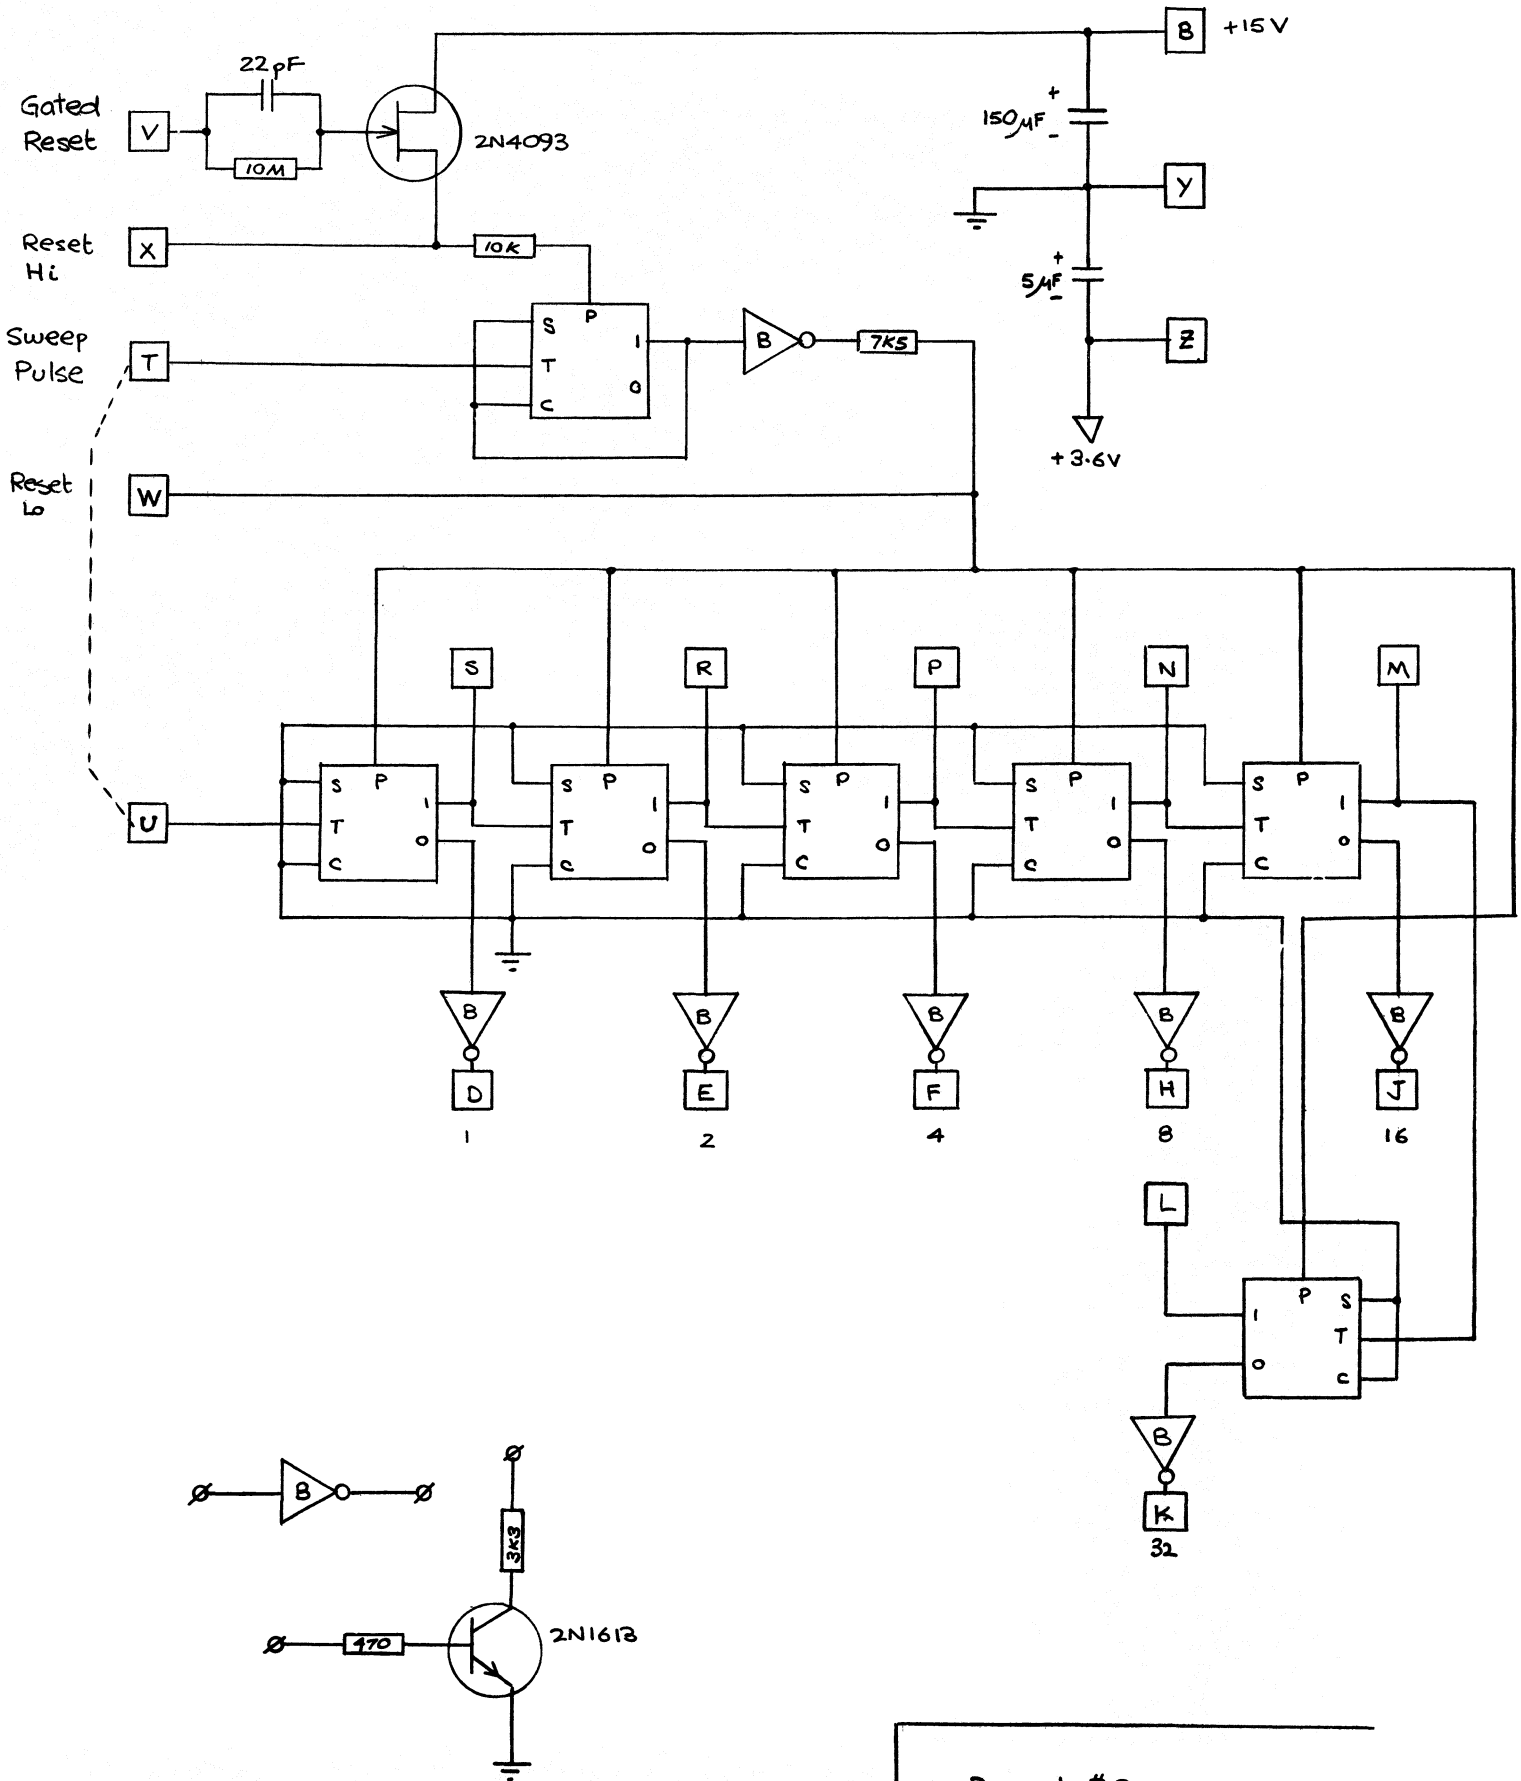 B +15V
22pF
Gated
Reset
V
10M
2N4093
+
150µF
-
Y
Reset
Hi
X
10K
+
5µF
-
Sweep
Pulse
T
S P 1
T
C 0
B
7K5
Z
+3.6V
Reset
Lo
W
S R P N M
S P 1
T 0
C
S P 1
T 0
C
S P 1
T 0
C
S P 1
T 0
C
S P 1
T 0
C
U
B B B B B
D E F H J
1 2 4 8 16
L
P S
1 T
0 C
B
K
32
B
3K3
470
2N1613